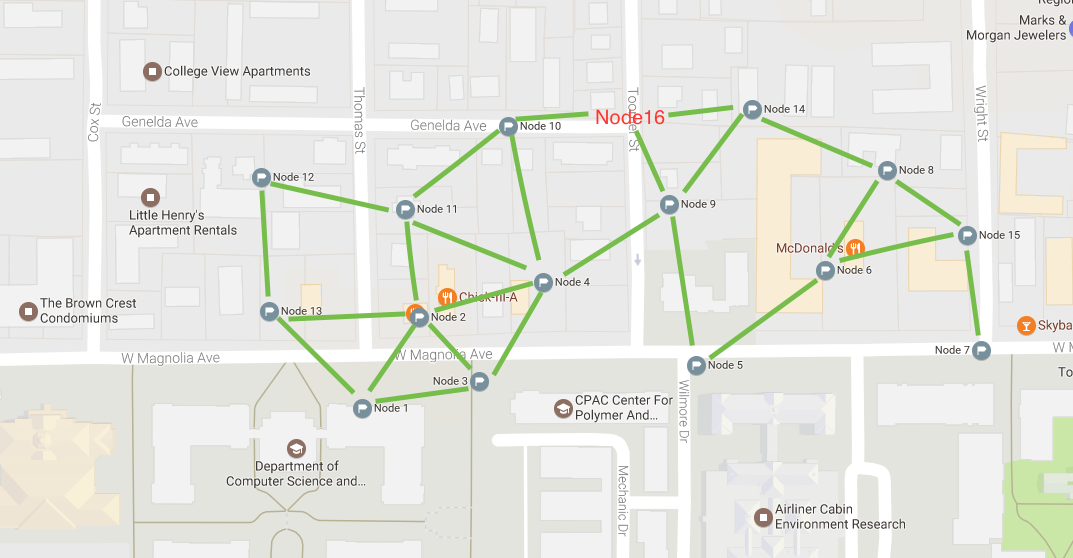 Marks &
Morgan Jewelers
College View Apartments
Cox St
Genelda Ave
Thomas St
Genelda Ave
Node 10
Node16
Node 14
Wright St
Node 12
Node 8
Little Henry's
Apartment Rentals
Node 11
Node 9
Node 15
McDonald's
Node 6
Node 4
The Brown Crest
Condominiums
Node 13
Chick-fil-A
Node 2
Skyba
W Magnolia Ave
W Magnolia Ave
Node 7
W M
Node 5
Node 3
To
Node 1
CPAC Center For
Polymer And...
Wilmore Dr
Department of
Computer Science and...
Mechanic Dr
Airliner Cabin
Environment Research